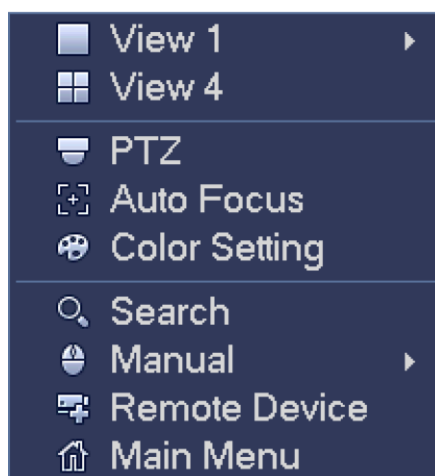 View 1
View 4
PTZ
Auto Focus
Color Setting
Search
Manual
Remote Device
Main Menu